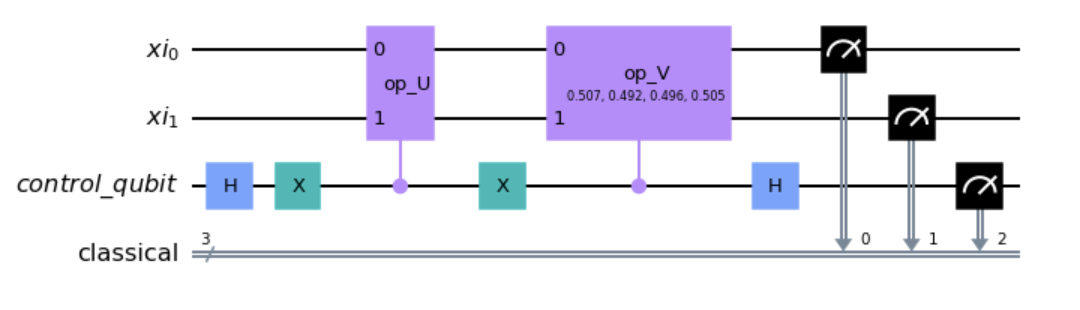 xi0 0 op_U 0 op_V
0.507, 0.492, 0.496, 0.505
xi1 1 1
control_qubit H X X H
classical 3 0 1 2